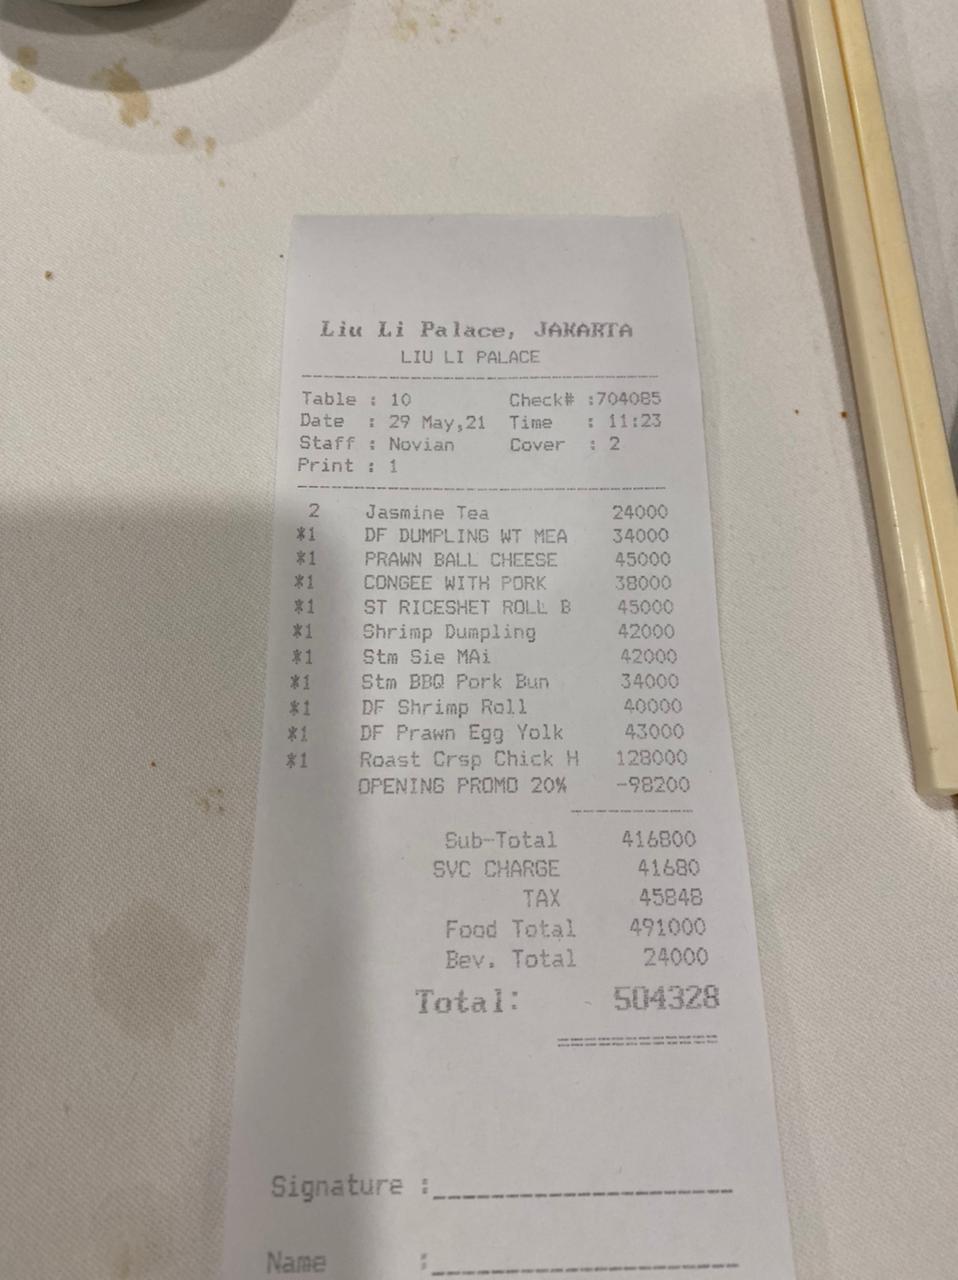 Liu Li Palace, JAKARTA
LIU LI PALACE
Table : 10 Check# :704085
Date : 29 May,21 Time : 11:23
Staff : Novian Cover : 2
Print : 1
2 Jasmine Tea 24000
*1 DF DUMPLING WT MEA 34000
*1 PRAWN BALL CHEESE 45000
*1 CONGEE WITH PORK 38000
*1 ST RICESHET ROLL B 45000
*1 Shrimp Dumpling 42000
*1 Stm Sie MAi 42000
*1 Stm BBQ Pork Bun 34000
*1 DF Shrimp Roll 40000
*1 DF Prawn Egg Yolk 43000
*1 Roast Crsp Chick H 128000
OPENING PROMO 20% -98200
Sub-Total 416800
SVC CHARGE 41680
TAX 45848
Food Total 491000
Bev. Total 24000
Total: 504328
Signature :
Name :